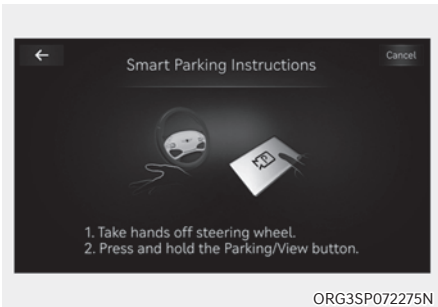 Smart Parking Instructions
Cancel
P
1. Take hands off steering wheel.
2. Press and hold the Parking/View button.
ORG3SP072275N